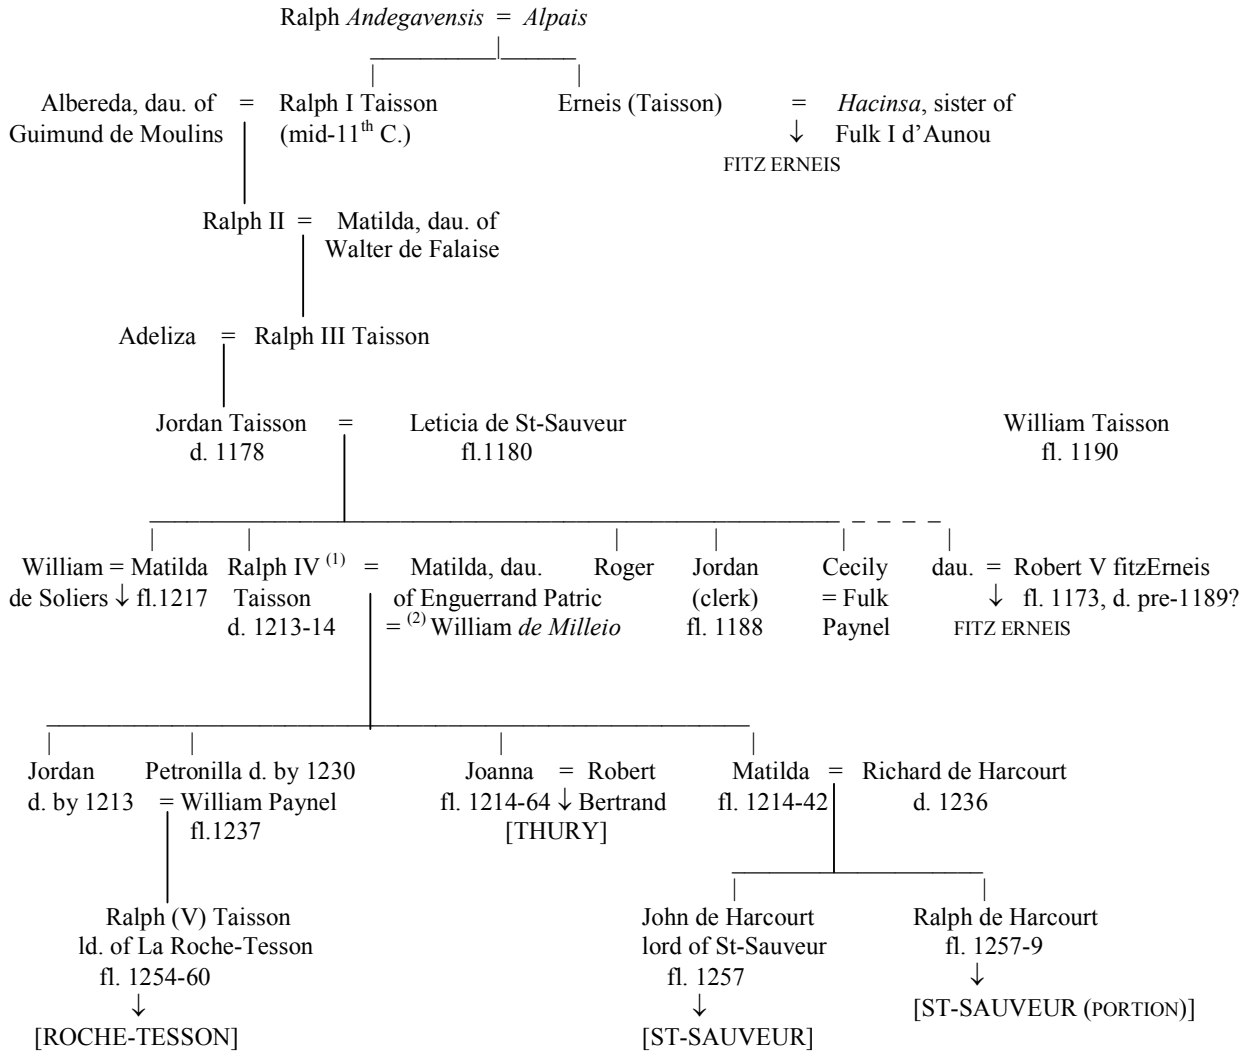 Ralph Andegavensis = Alpais
Albereda, dau. of = Ralph I Taisson Erneis (Taisson) = Hacinsa, sister of
Guimund de Moulins (mid-11th C.) ↓ Fulk I d'Aunou
FITZ ERNEIS
Ralph II = Matilda, dau. of
Walter de Falaise
Adeliza = Ralph III Taisson
Jordan Taisson = Leticia de St-Sauveur William Taisson
d. 1178 fl.1180 fl. 1190
William = Matilda Ralph IV (1) = Matilda, dau. Roger Jordan Cecily dau. = Robert V fitzErneis
de Soliers ↓ fl.1217 Taisson of Enguerrand Patric (clerk) = Fulk ↓ fl. 1173, d. pre-1189?
d. 1213-14 = (2) William de Milleio fl. 1188 Paynel FITZ ERNEIS
Jordan Petronilla d. by 1230 Joanna = Robert Matilda = Richard de Harcourt
d. by 1213 = William Paynel fl. 1214-64 ↓ Bertrand fl. 1214-42 d. 1236
fl.1237 [THURY]
Ralph (V) Taisson John de Harcourt Ralph de Harcourt
ld. of La Roche-Tesson lord of St-Sauveur fl. 1257-9
fl. 1254-60 fl. 1257 ↓
↓ ↓ [ST-SAUVEUR (PORTION)]
[ROCHE-TESSON] [ST-SAUVEUR]